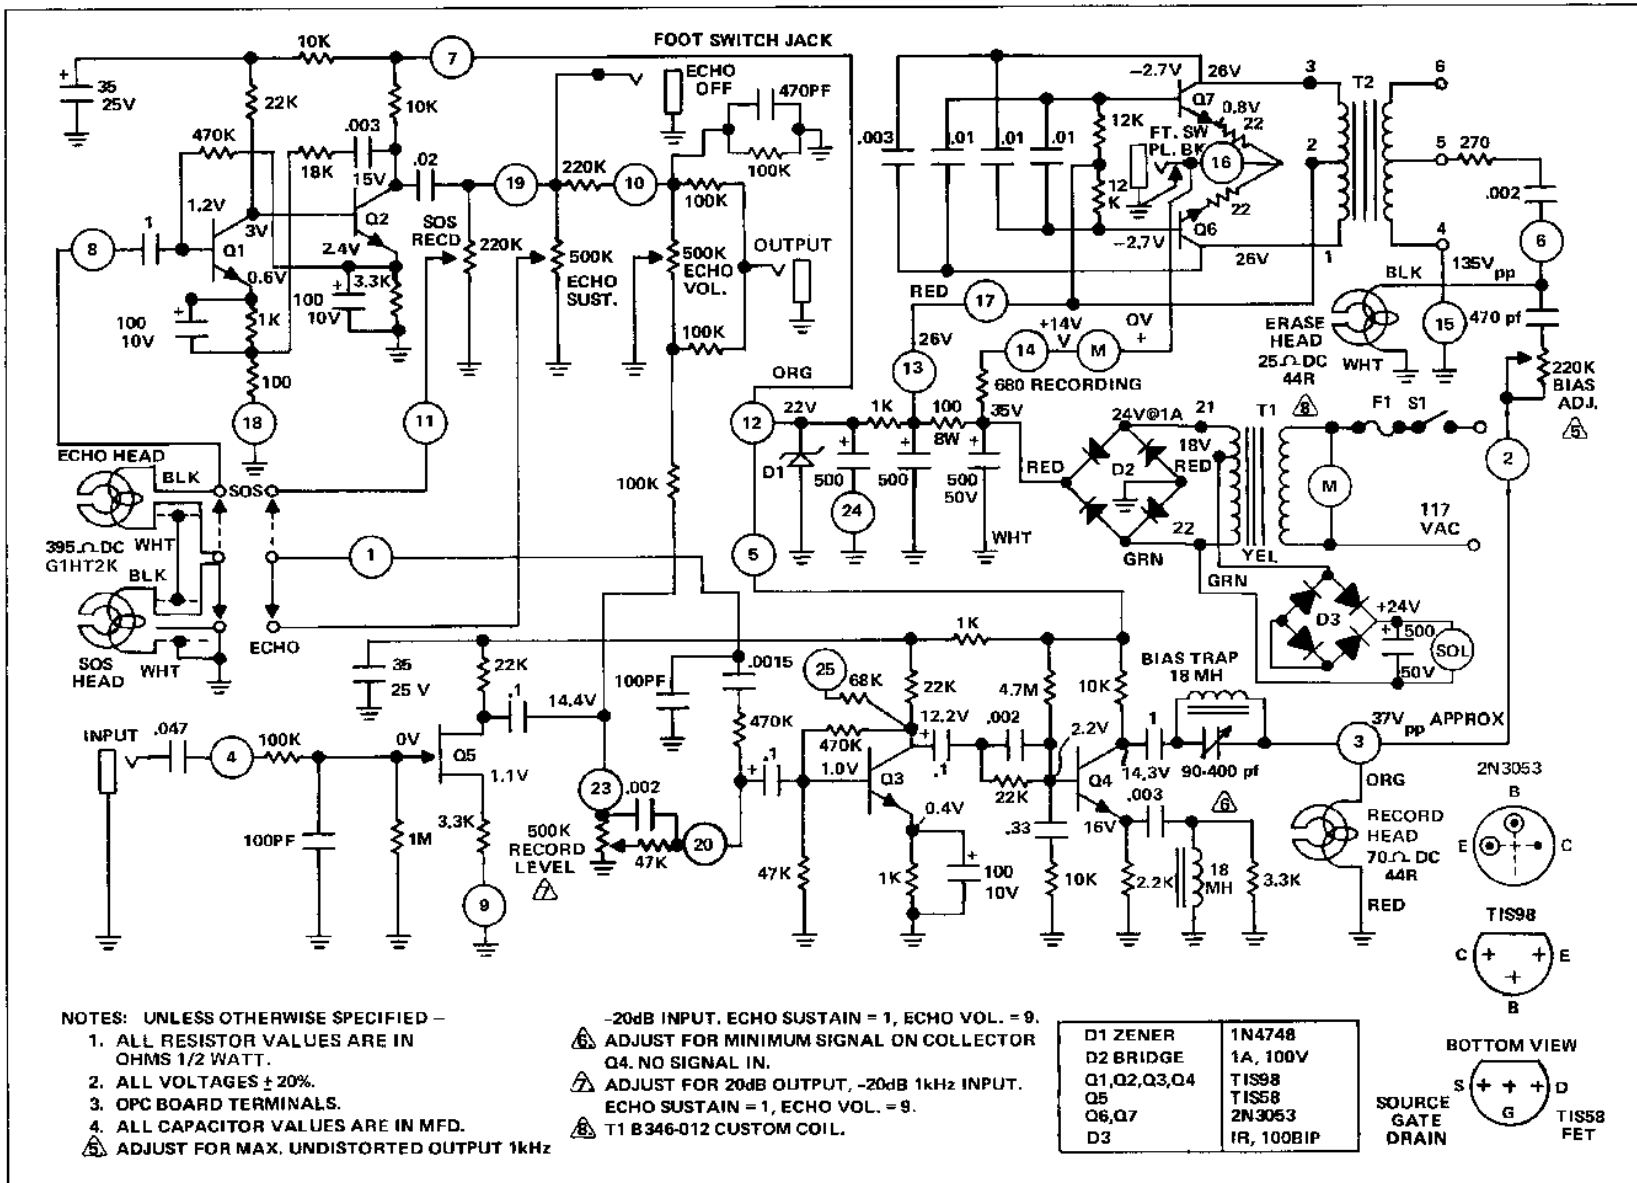 FOOT SWITCH JACK
10K
7
ECHO
OFF
470PF
-2.7V
26V
3
T2
6
+
35
25V
22K
10K
Q7
0.8V
22
470K
.003
18K
15V
.02
19
220K
10
100K
100K
.003
.01
.01
.01
12K
FT. SW
PL. BK
16
2
5
270
.002
12
K
22
1.2V
3V
Q2
SOS
RECD
220K
500K
ECHO
SUST.
500K
ECHO
VOL.
OUTPUT
Q6
-2.7V
26V
1
4
6
8
1
Q1
2.4V
0.6V
3.3K
+
100
10V
+
100
10V
1K
100
18
11
100K
RED
17
135Vpp
BLK
ERASE
HEAD
25Ω DC
44R
WHT
15
470 pf
220K
BIAS
ADJ.
5
+14V
V
0V
+
14
M
26V
13
680 RECORDING
ORG
12
22V
1K
100
8W
35V
24V@1A
21
18V
T1
8
F1
S1
2
ECHO HEAD
BLK
SOS
D1
+
500
+
500
+
500
50V
24
RED
D2
RED
22
M
117
VAC
100K
395Ω DC
G1HT2K
WHT
BLK
1
5
WHT
GRN
YEL
GRN
SOS
HEAD
WHT
ECHO
D3
+24V
+
500
50V
SOL
1K
+
35
25 V
22K
.1
14.4V
100PF
.0015
25
68K
22K
4.7M
10K
BIAS TRAP
18 MH
INPUT
.047
4
100K
0V
Q5
1.1V
470K
470K
12.2V
+
.1
.002
2.2V
1
37Vpp APPROX
3
+
.1
1.0V
Q3
22K
Q4
14.3V
90-400 pf
6
ORG
2N3053
B
E
C
23
.002
0.4V
.33
16V
.003
100PF
1M
3.3K
500K
RECORD
LEVEL
7
47K
20
47K
1K
+
100
10V
10K
2.2K
18
MH
3.3K
RECORD
HEAD
70Ω DC
44R
RED
9
TIS98
C
E
B
NOTES: UNLESS OTHERWISE SPECIFIED —
1. ALL RESISTOR VALUES ARE IN
OHMS 1/2 WATT.
2. ALL VOLTAGES ± 20%.
3. OPC BOARD TERMINALS.
4. ALL CAPACITOR VALUES ARE IN MFD.
5 ADJUST FOR MAX. UNDISTORTED OUTPUT 1kHz
-20dB INPUT. ECHO SUSTAIN = 1, ECHO VOL. = 9.
6 ADJUST FOR MINIMUM SIGNAL ON COLLECTOR
Q4. NO SIGNAL IN.
7 ADJUST FOR 20dB OUTPUT, -20dB 1kHz INPUT.
ECHO SUSTAIN = 1, ECHO VOL. = 9.
8 T1 B346-012 CUSTOM COIL.
D1 ZENER 1N4748
D2 BRIDGE 1A, 100V
Q1,Q2,Q3,Q4 TIS98
Q5 TIS58
Q6,Q7 2N3053
D3 IR, 100BIP
BOTTOM VIEW
S
D
G
SOURCE
GATE
DRAIN
TIS58
FET